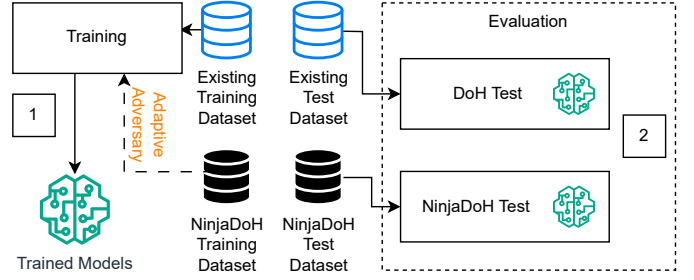 Training
1
Adaptive
Adversary
Trained Models
Existing
Training
Dataset
Existing
Test
Dataset
NinjaDoH
Training
Dataset
NinjaDoH
Test
Dataset
Evaluation
DoH Test
2
NinjaDoH Test